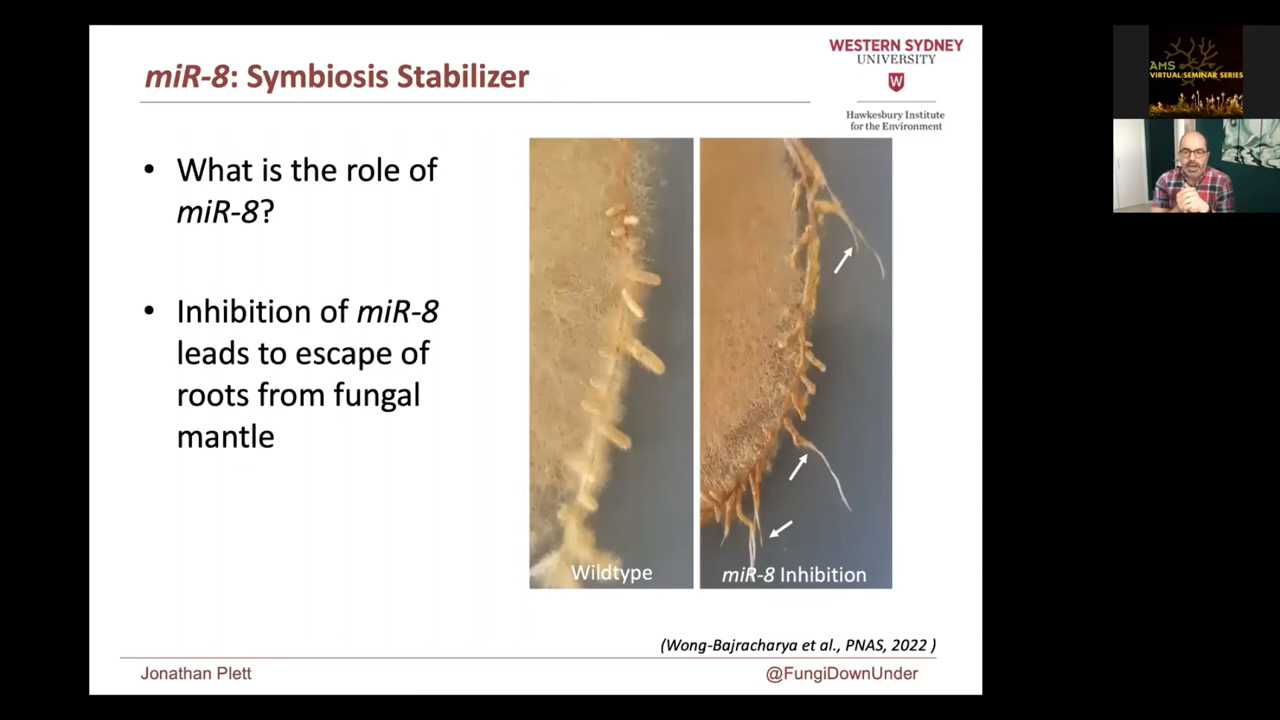 miR-8: Symbiosis Stabilizer
WESTERN SYDNEY
UNIVERSITY
W
Hawkesbury Institute
for the Environment
• What is the role of
miR-8?
• Inhibition of miR-8
leads to escape of
roots from fungal
mantle
Wildtype
miR-8 Inhibition
(Wong-Bajracharya et al., PNAS, 2022 )
Jonathan Plett
@FungiDownUnder
AMS
VIRTUAL SEMINAR SERIES